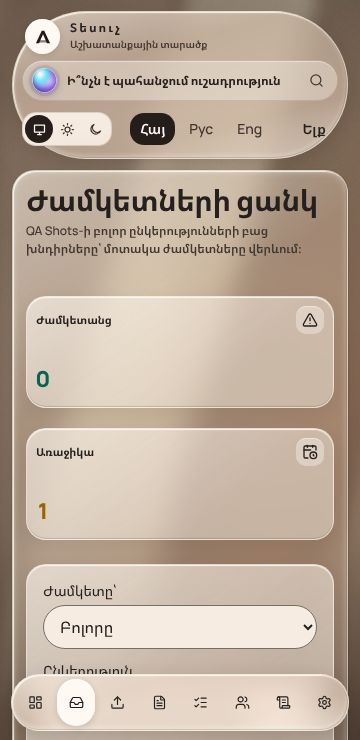 Տեսուչ
Աշխատանքային տարածք
Ի՞նչն է պահանջում ուշադրություն
Հայ Рус Eng Ելք
Ժամկետների ցանկ
QA Shots-ի բոլոր ընկերությունների բաց
խնդիրները՝ մոտակա ժամկետները վերևում:
Ժամկետանց
0
Առաջիկա
1
Ժամկետը՝
Բոլորը
Ընկերություն